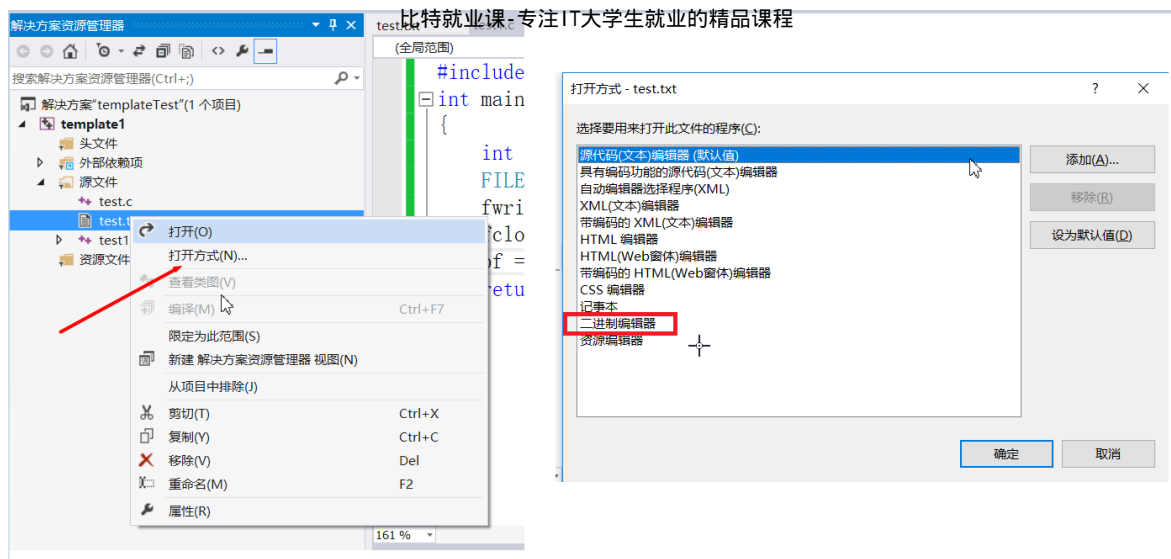 比特就业课-专注IT大学生就业的精品课程
解决方案资源管理器
搜索解决方案资源管理器(Ctrl+;)
解决方案"templateTest"(1 个项目)
template1
头文件
外部依赖项
源文件
test.c
test.t
test1
资源文件
打开(O)
打开方式(N)...
查看类图(V)
编译(M) Ctrl+F7
限定为此范围(S)
新建 解决方案资源管理器 视图(N)
从项目中排除(J)
剪切(T) Ctrl+X
复制(Y) Ctrl+C
移除(V) Del
重命名(M) F2
属性(R)
test.txt
(全局范围)
#include
int main
{
int
FILE
fwri
fclo
pf =
retu
161 %
打开方式 - test.txt
选择要用来打开此文件的程序(C):
源代码(文本)编辑器 (默认值)
具有编码功能的源代码(文本)编辑器
自动编辑器选择程序(XML)
XML(文本)编辑器
带编码的 XML(文本)编辑器
HTML 编辑器
HTML(Web窗体)编辑器
带编码的 HTML(Web窗体)编辑器
CSS 编辑器
记事本
二进制编辑器
资源编辑器
添加(A)...
移除(R)
设为默认值(D)
确定
取消